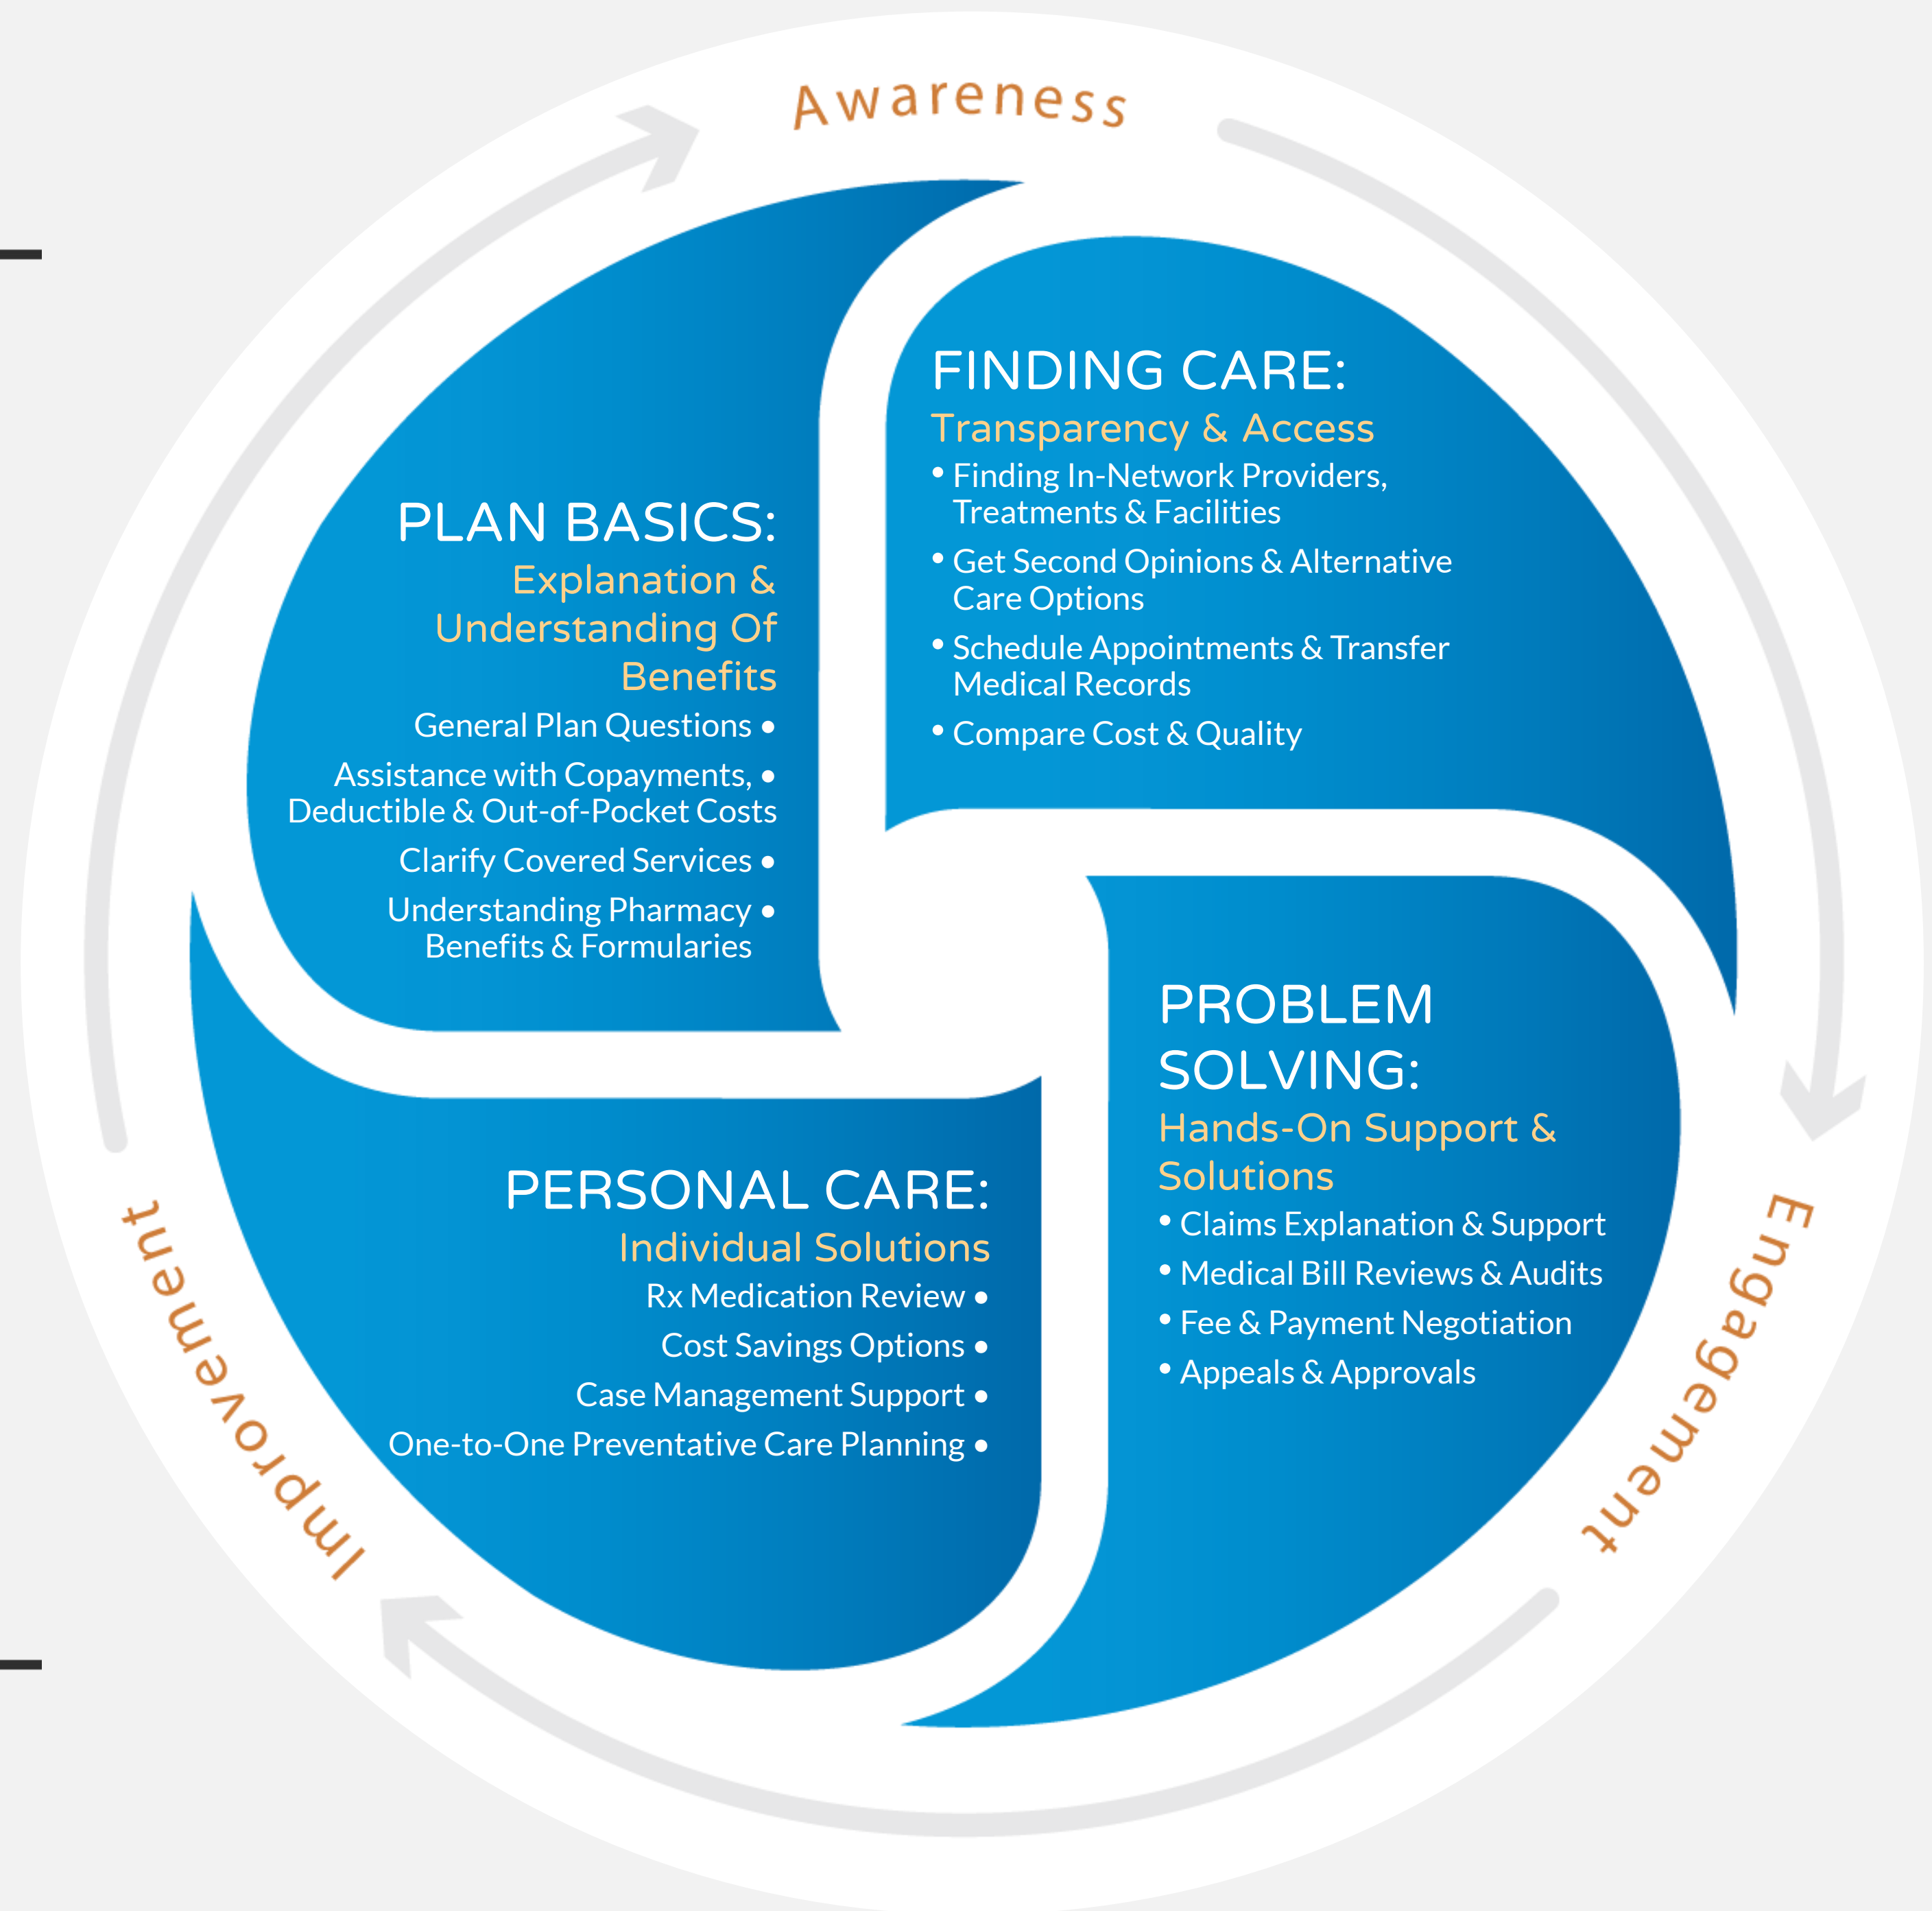 Awareness
PLAN BASICS:
Explanation &
Understanding Of
Benefits
General Plan Questions •
Assistance with Copayments, •
Deductible & Out-of-Pocket Costs
Clarify Covered Services •
Understanding Pharmacy •
Benefits & Formularies
FINDING CARE:
Transparency & Access
• Finding In-Network Providers,
Treatments & Facilities
• Get Second Opinions & Alternative
Care Options
• Schedule Appointments & Transfer
Medical Records
• Compare Cost & Quality
PROBLEM
SOLVING:
Hands-On Support &
Solutions
• Claims Explanation & Support
• Medical Bill Reviews & Audits
• Fee & Payment Negotiation
• Appeals & Approvals
PERSONAL CARE:
Individual Solutions
Rx Medication Review •
Cost Savings Options •
Case Management Support •
One-to-One Preventative Care Planning •
Engagement
Improvement